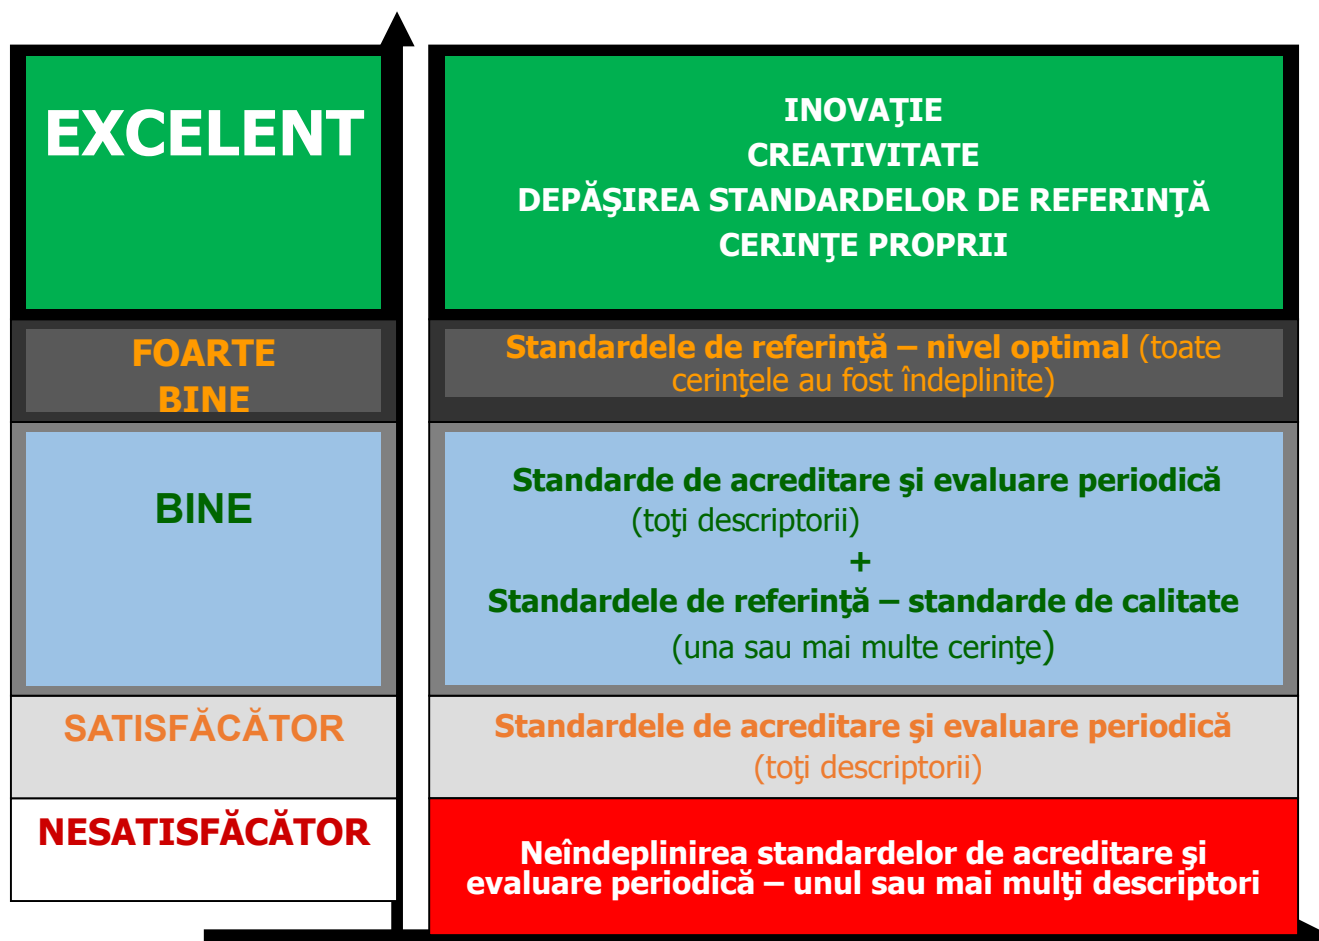 EXCELENT
INOVAŢIE
CREATIVITATE
DEPĂŞIREA STANDARDELOR DE REFERINŢĂ
CERINŢE PROPRII
FOARTE
BINE
Standardele de referinţă – nivel optimal (toate
cerinţele au fost îndeplinite)
BINE
Standarde de acreditare şi evaluare periodică
(toţi descriptorii)
+
Standardele de referinţă – standarde de calitate
(una sau mai multe cerinţe)
SATISFĂCĂTOR
Standardele de acreditare şi evaluare periodică
(toţi descriptorii)
NESATISFĂCĂTOR
Neîndeplinirea standardelor de acreditare şi
evaluare periodică – unul sau mai mulţi descriptori